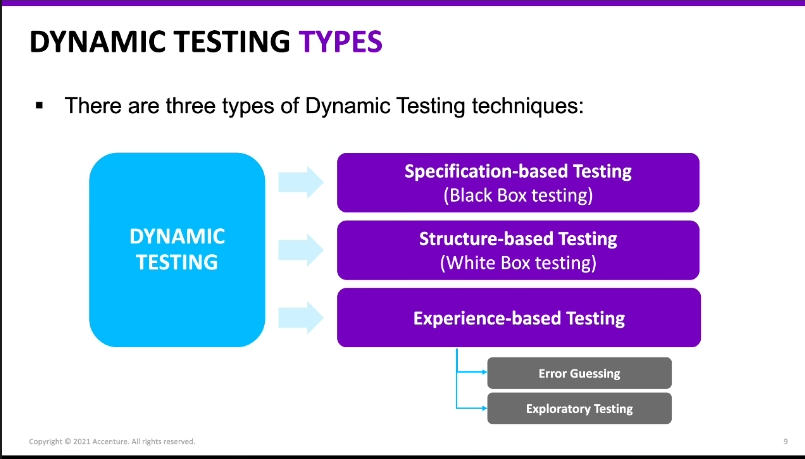 DYNAMIC TESTING TYPES
▪ There are three types of Dynamic Testing techniques:
DYNAMIC
TESTING
Specification-based Testing
(Black Box testing)
Structure-based Testing
(White Box testing)
Experience-based Testing
Error Guessing
Exploratory Testing
Copyright © 2021 Accenture. All rights reserved.
9